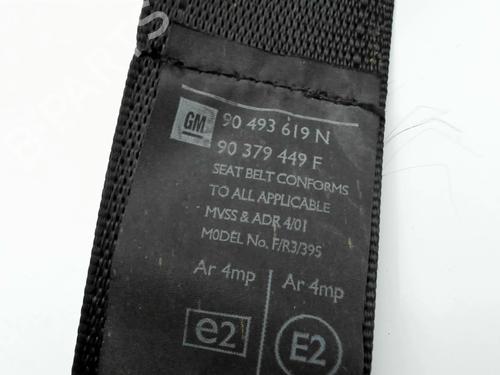 GM 90 493 619 N
90 379 449 F
SEAT BELT CONFORMS
TO ALL APPLICABLE
MVSS & ADR 4/01
MODEL No. F/R3/395
Ar 4mp Ar 4mp
e2 E2